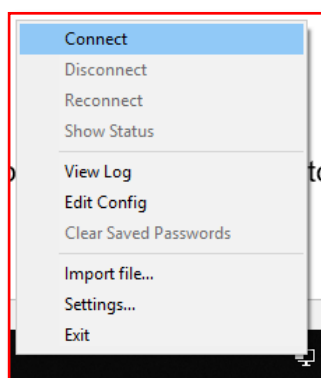 Connect
Disconnect
Reconnect
Show Status
View Log
Edit Config
Clear Saved Passwords
Import file...
Settings...
Exit